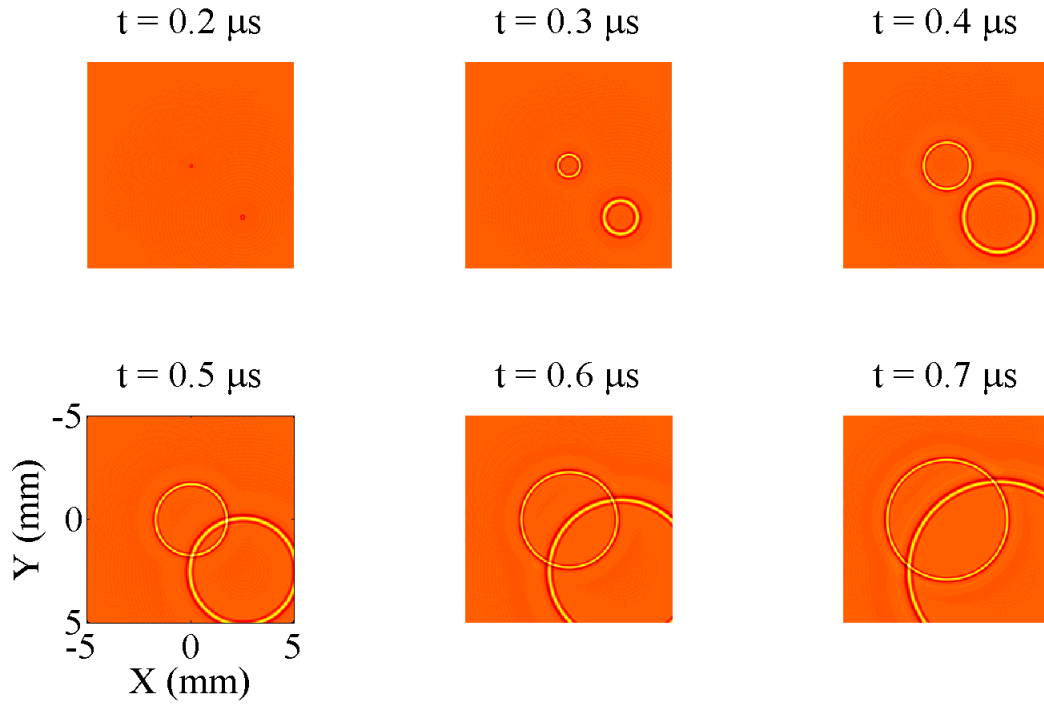 t = 0.2 μs
t = 0.3 μs
t = 0.4 μs
t = 0.5 μs
t = 0.6 μs
t = 0.7 μs
-5
0
5
Y (mm)
-5 0 5
X (mm)